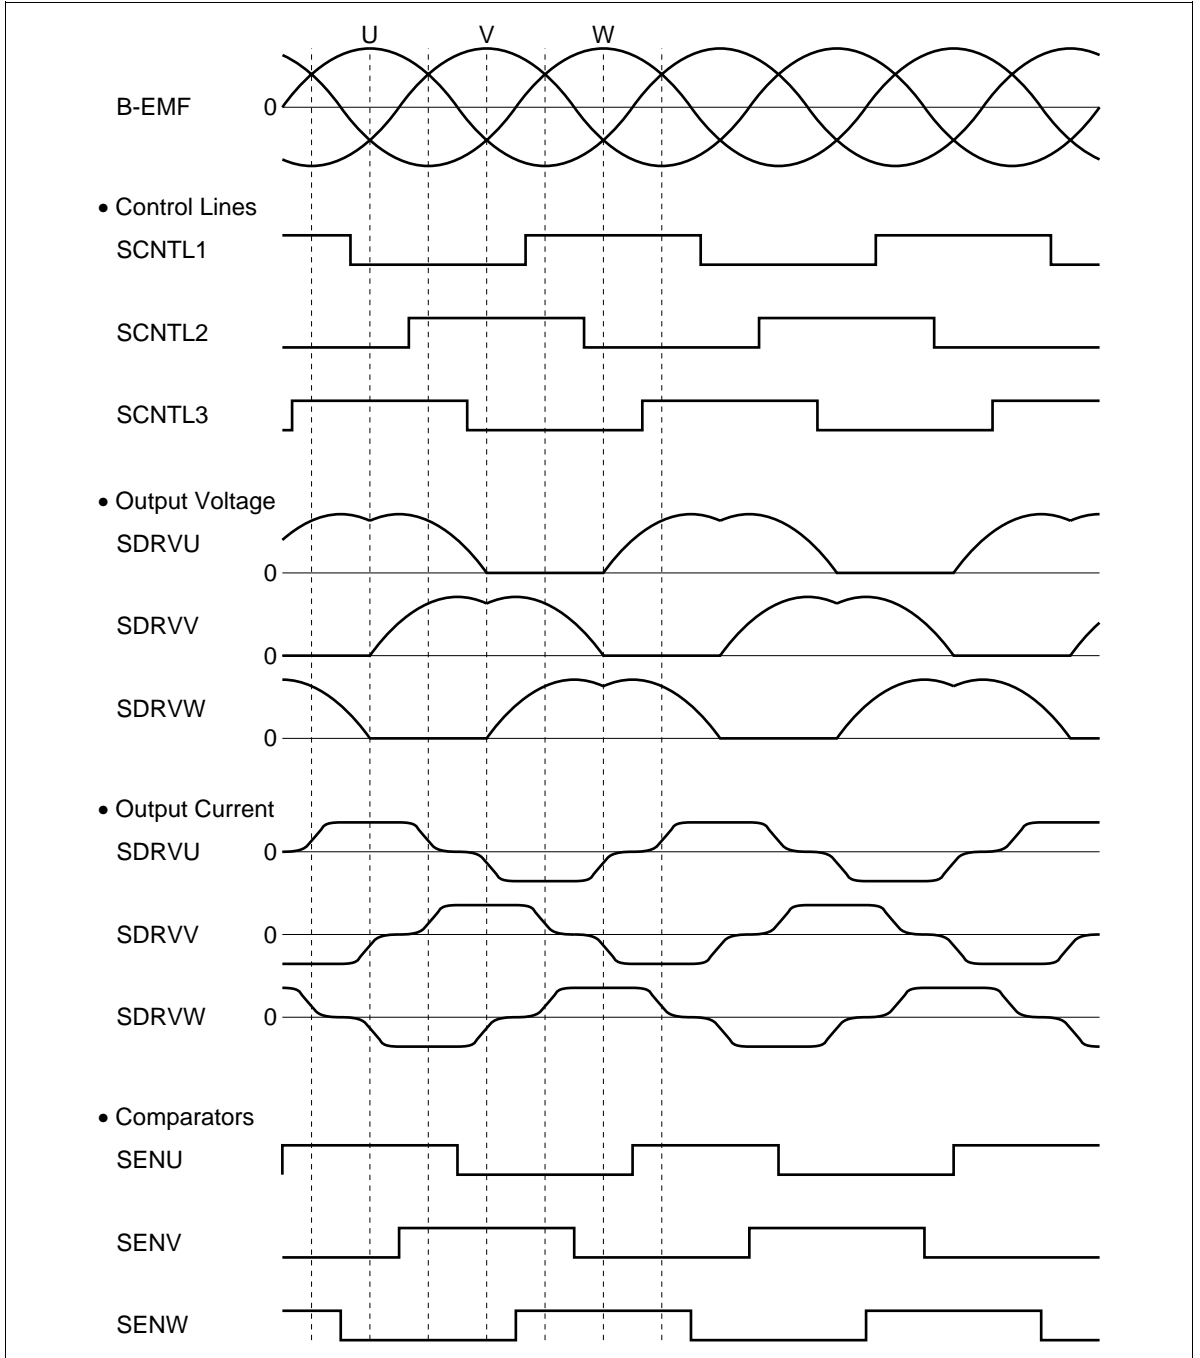 U V W
B-EMF 0
• Control Lines
SCNTL1
SCNTL2
SCNTL3
• Output Voltage
SDRVU
0
SDRVV
0
SDRVW
0
• Output Current
SDRVU 0
SDRVV 0
SDRVW 0
• Comparators
SENU
SENV
SENW